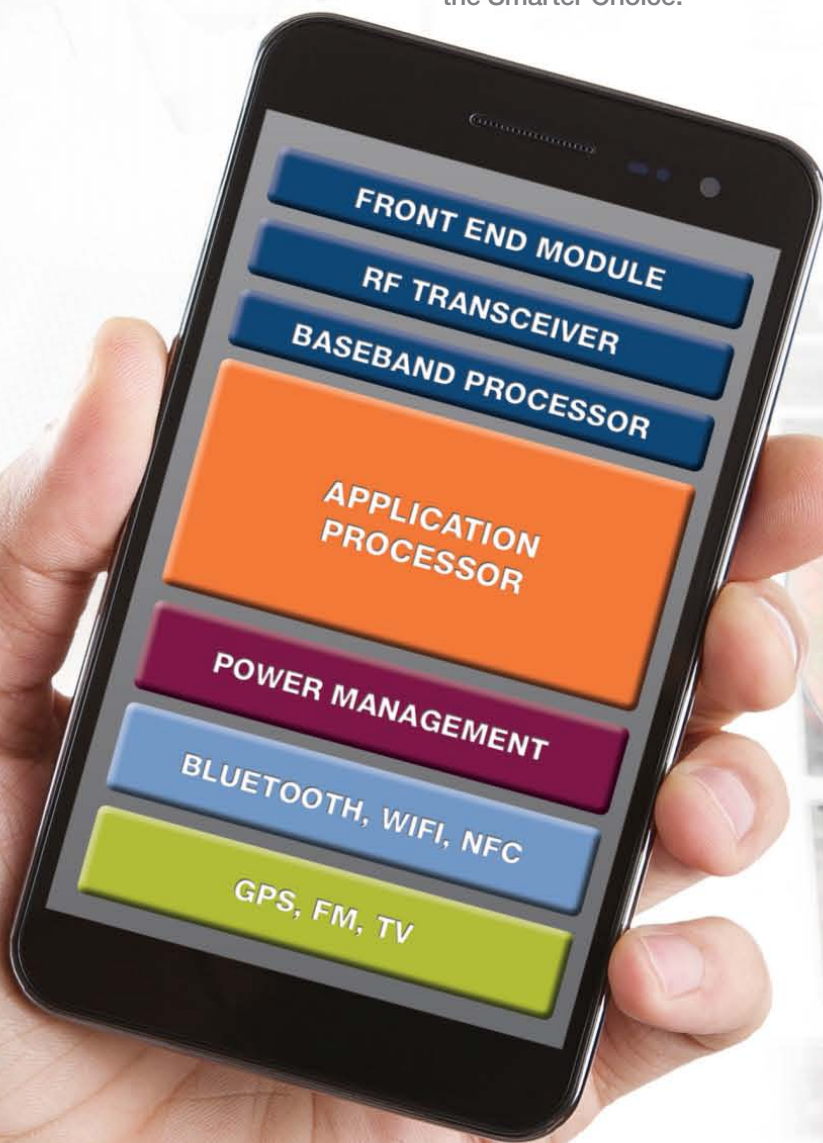 the Smarter Choice.
FRONT END MODULE
RF TRANSCEIVER
BASEBAND PROCESSOR
APPLICATION
PROCESSOR
POWER MANAGEMENT
BLUETOOTH, WIFI, NFC
GPS, FM, TV